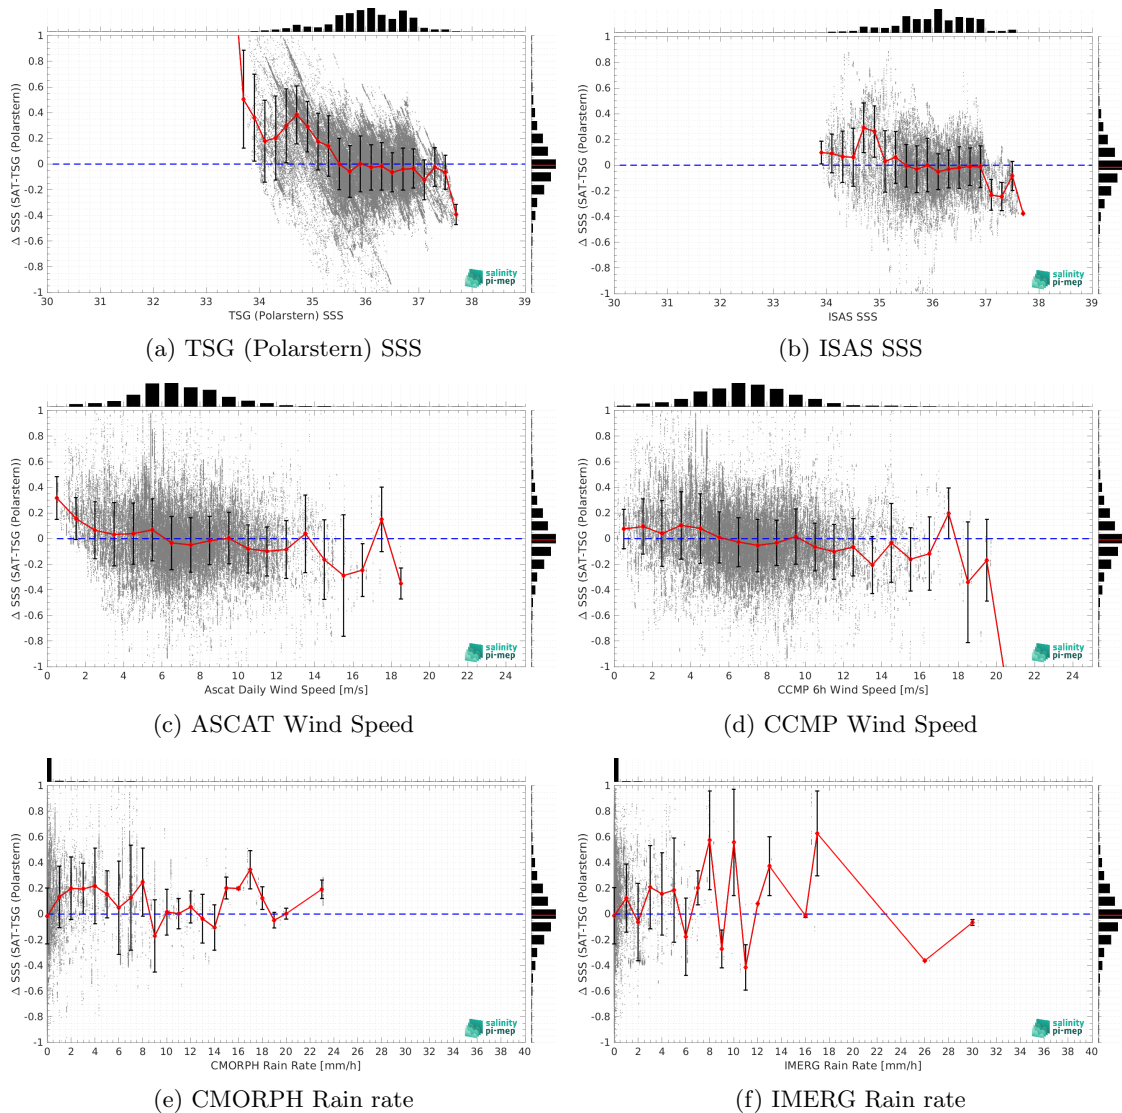 Δ SSS (SAT-TSG (Polarstern))
1
0.8
0.6
0.4
0.2
0
-0.2
-0.4
-0.6
-0.8
-1
salinity
pi-mep
30 31 32 33 34 35 36 37 38 39
TSG (Polarstern) SSS
(a) TSG (Polarstern) SSS
Δ SSS (SAT-TSG (Polarstern))
1
0.8
0.6
0.4
0.2
0
-0.2
-0.4
-0.6
-0.8
-1
salinity
pi-mep
30 31 32 33 34 35 36 37 38 39
ISAS SSS
(b) ISAS SSS
Δ SSS (SAT-TSG (Polarstern))
1
0.8
0.6
0.4
0.2
0
-0.2
-0.4
-0.6
-0.8
-1
salinity
pi-mep
0 2 4 6 8 10 12 14 16 18 20 22 24
Ascat Daily Wind Speed [m/s]
(c) ASCAT Wind Speed
Δ SSS (SAT-TSG (Polarstern))
1
0.8
0.6
0.4
0.2
0
-0.2
-0.4
-0.6
-0.8
-1
salinity
pi-mep
0 2 4 6 8 10 12 14 16 18 20 22 24
CCMP 6h Wind Speed [m/s]
(d) CCMP Wind Speed
Δ SSS (SAT-TSG (Polarstern))
1
0.8
0.6
0.4
0.2
0
-0.2
-0.4
-0.6
-0.8
-1
salinity
pi-mep
0 2 4 6 8 10 12 14 16 18 20 22 24 26 28 30 32 34 36 38 40
CMORPH Rain Rate [mm/h]
(e) CMORPH Rain rate
Δ SSS (SAT-TSG (Polarstern))
1
0.8
0.6
0.4
0.2
0
-0.2
-0.4
-0.6
-0.8
-1
salinity
pi-mep
0 2 4 6 8 10 12 14 16 18 20 22 24 26 28 30 32 34 36 38 40
IMERG Rain Rate [mm/h]
(f) IMERG Rain rate